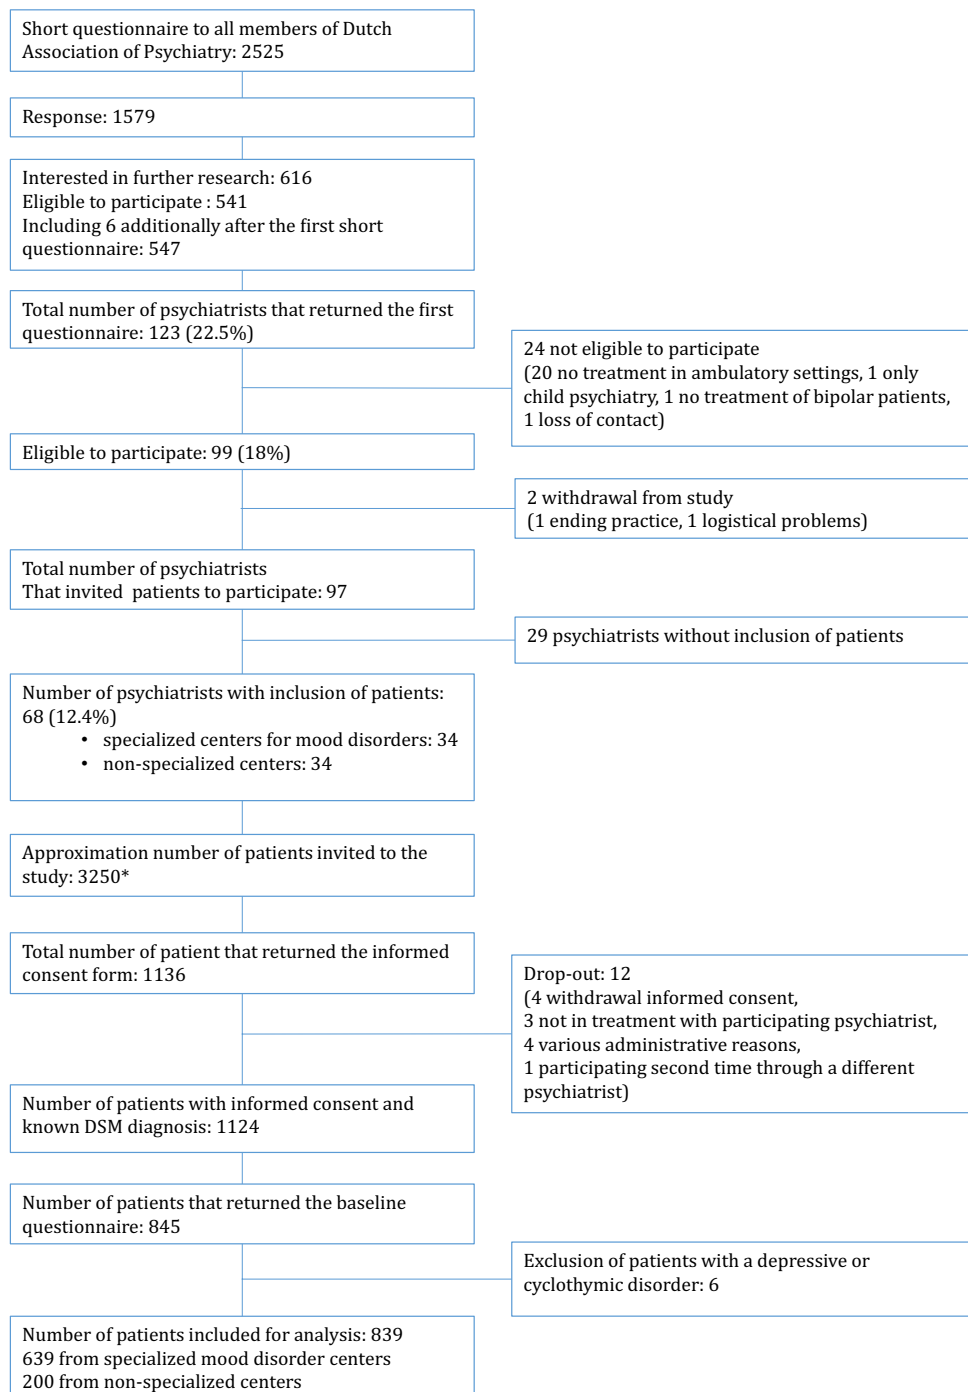 Short questionnaire to all members of Dutch
Association of Psychiatry: 2525
Response: 1579
Interested in further research: 616
Eligible to participate : 541
Including 6 additionally after the first short
questionnaire: 547
Total number of psychiatrists that returned the first
questionnaire: 123 (22.5%)
24 not eligible to participate
(20 no treatment in ambulatory settings, 1 only
child psychiatry, 1 no treatment of bipolar patients,
1 loss of contact)
Eligible to participate: 99 (18%)
2 withdrawal from study
(1 ending practice, 1 logistical problems)
Total number of psychiatrists
That invited  patients to participate: 97
29 psychiatrists without inclusion of patients
Number of psychiatrists with inclusion of patients:
68 (12.4%)
• specialized centers for mood disorders: 34
• non-specialized centers: 34
Approximation number of patients invited to the
study: 3250*
Total number of patient that returned the informed
consent form: 1136
Drop-out: 12
(4 withdrawal informed consent,
3 not in treatment with participating psychiatrist,
4 various administrative reasons,
1 participating second time through a different
psychiatrist)
Number of patients with informed consent and
known DSM diagnosis: 1124
Number of patients that returned the baseline
questionnaire: 845
Exclusion of patients with a depressive or
cyclothymic disorder: 6
Number of patients included for analysis: 839
639 from specialized mood disorder centers
200 from non-specialized centers